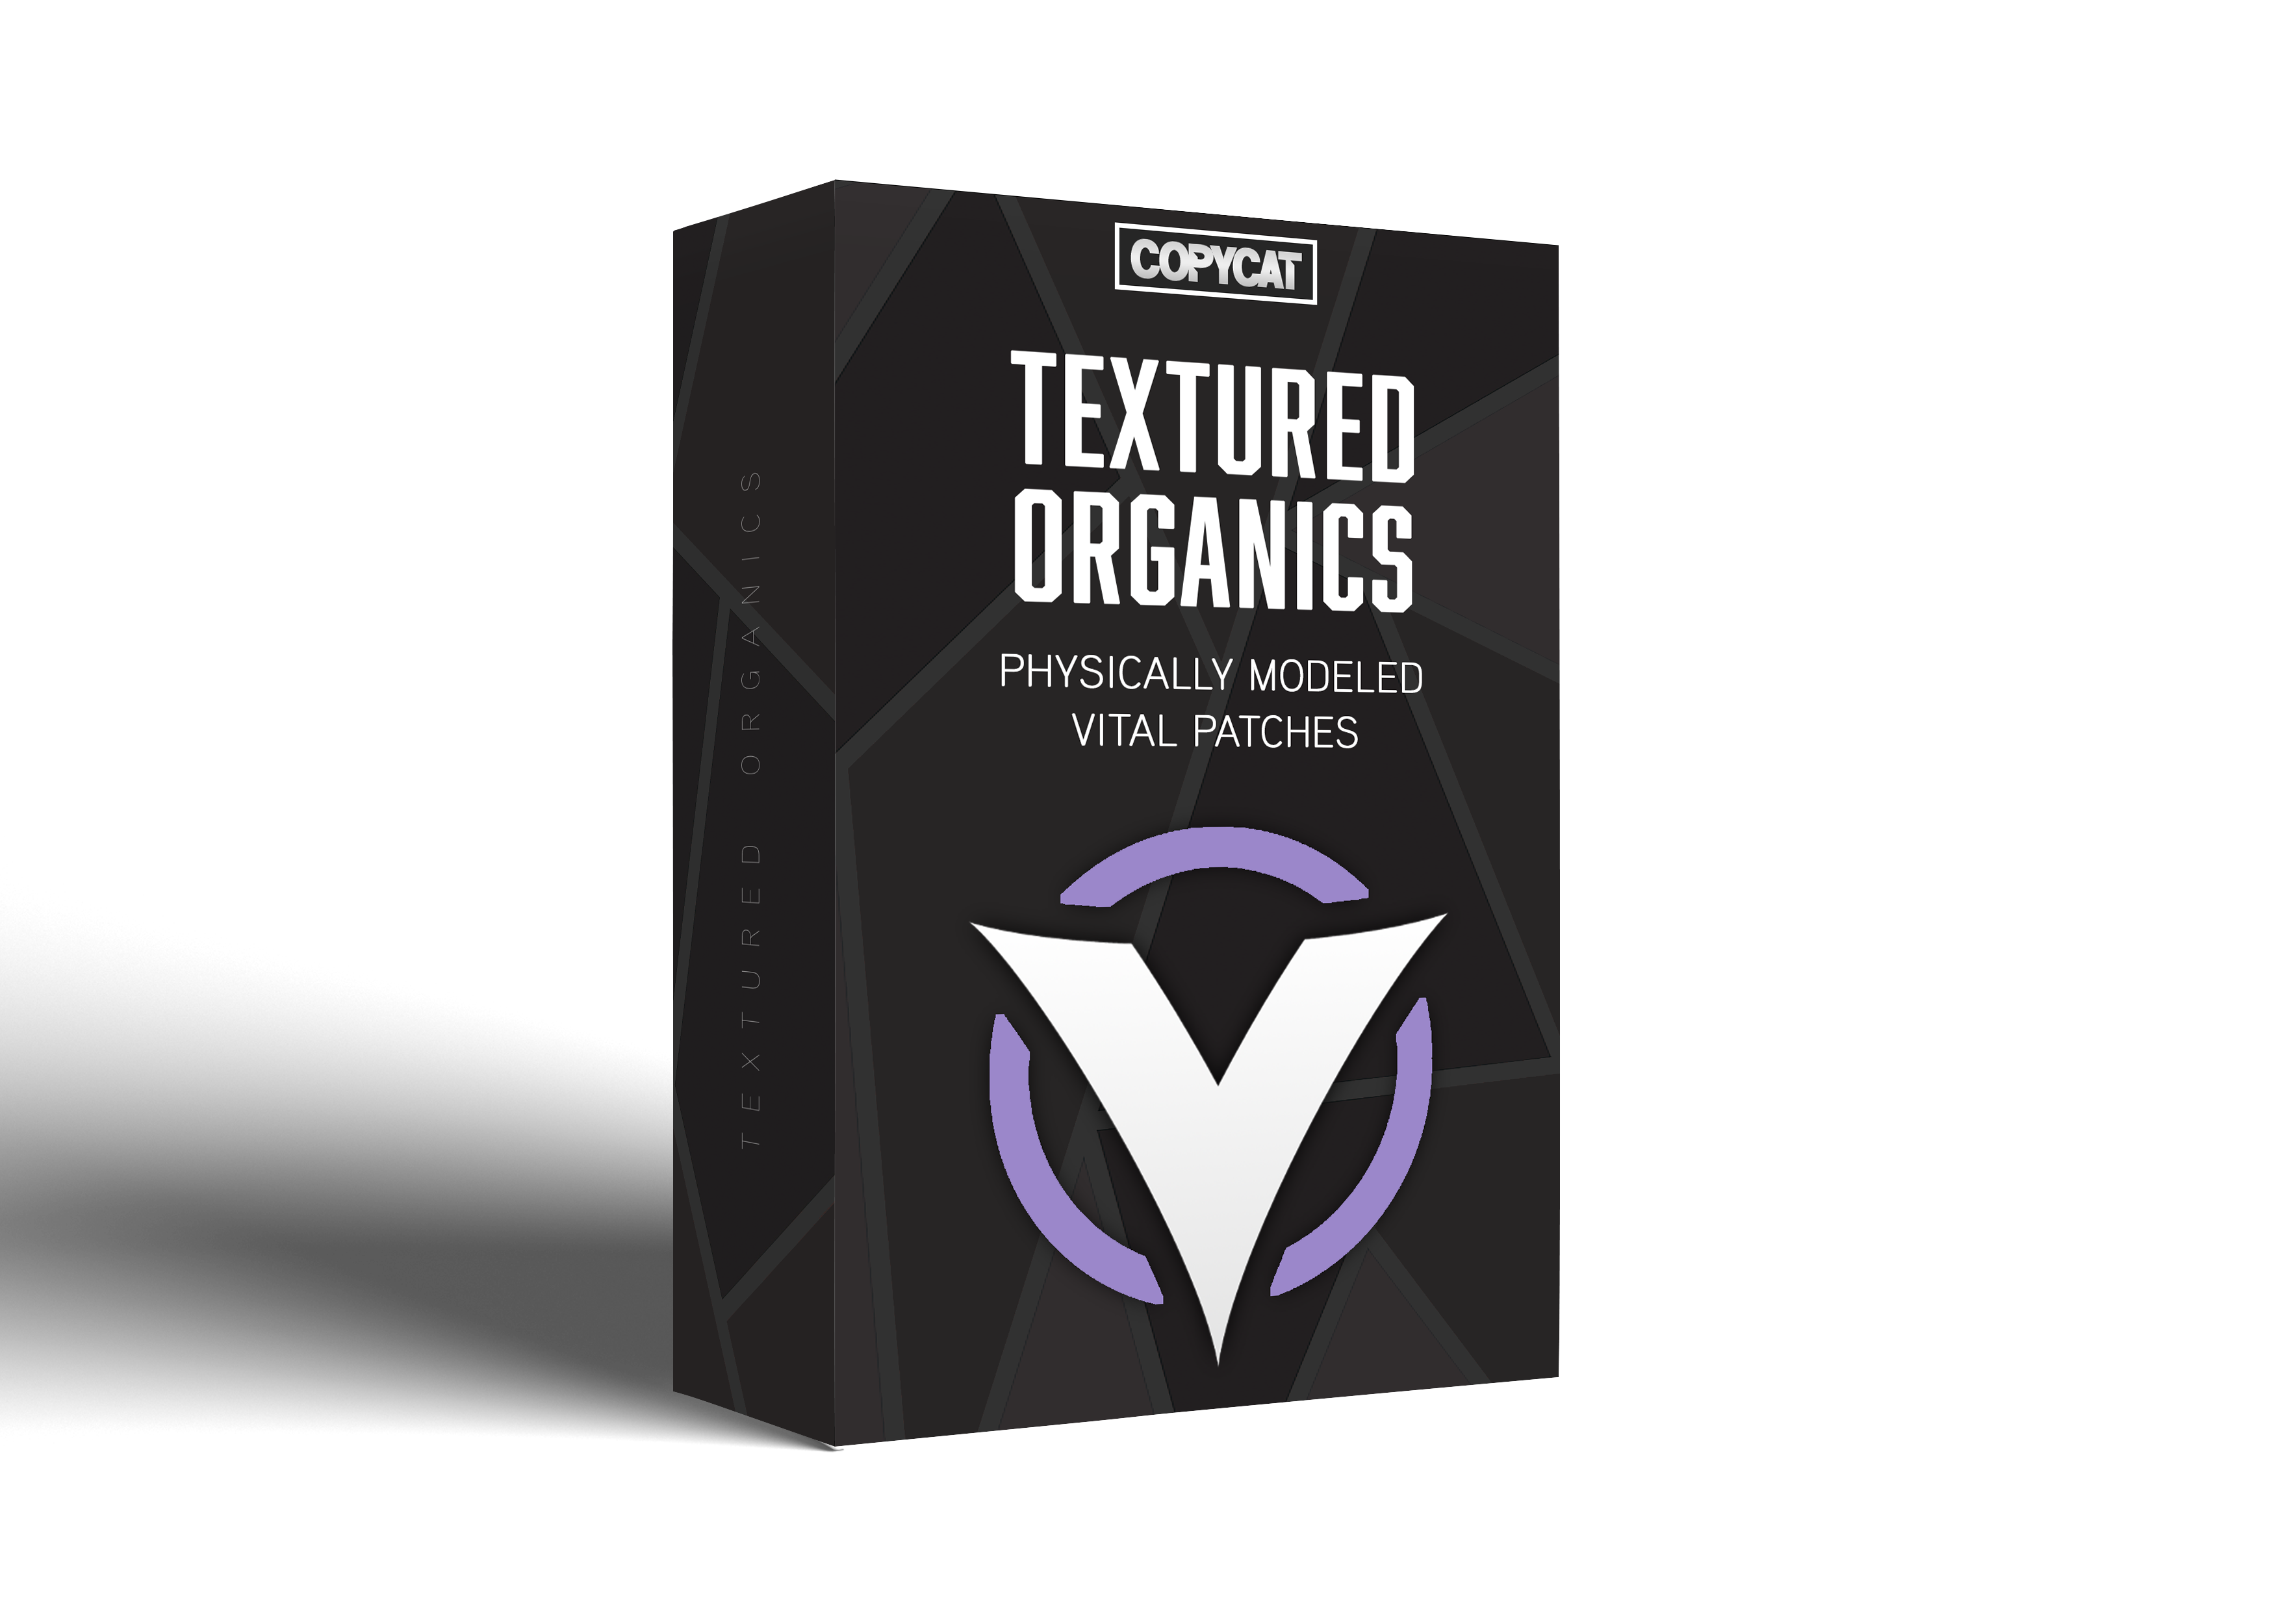 COPYCAT
TEXTURED
ORGANICS
PHYSICALLY MODELED
VITAL PATCHES
TEXTURED ORGANICS